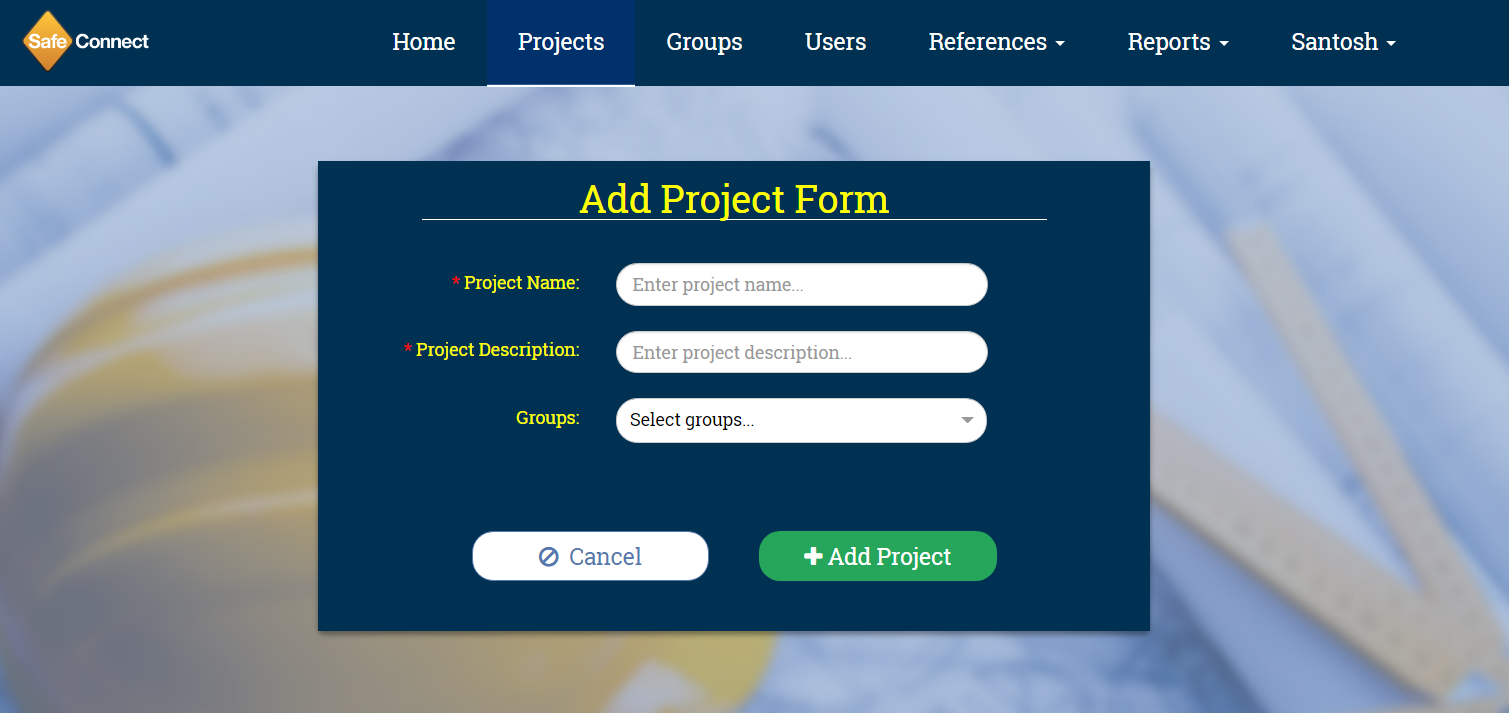 Safe Connect Home Projects Groups Users References Reports Santosh
Add Project Form
* Project Name: Enter project name...
* Project Description: Enter project description...
Groups: Select groups...
Cancel Add Project